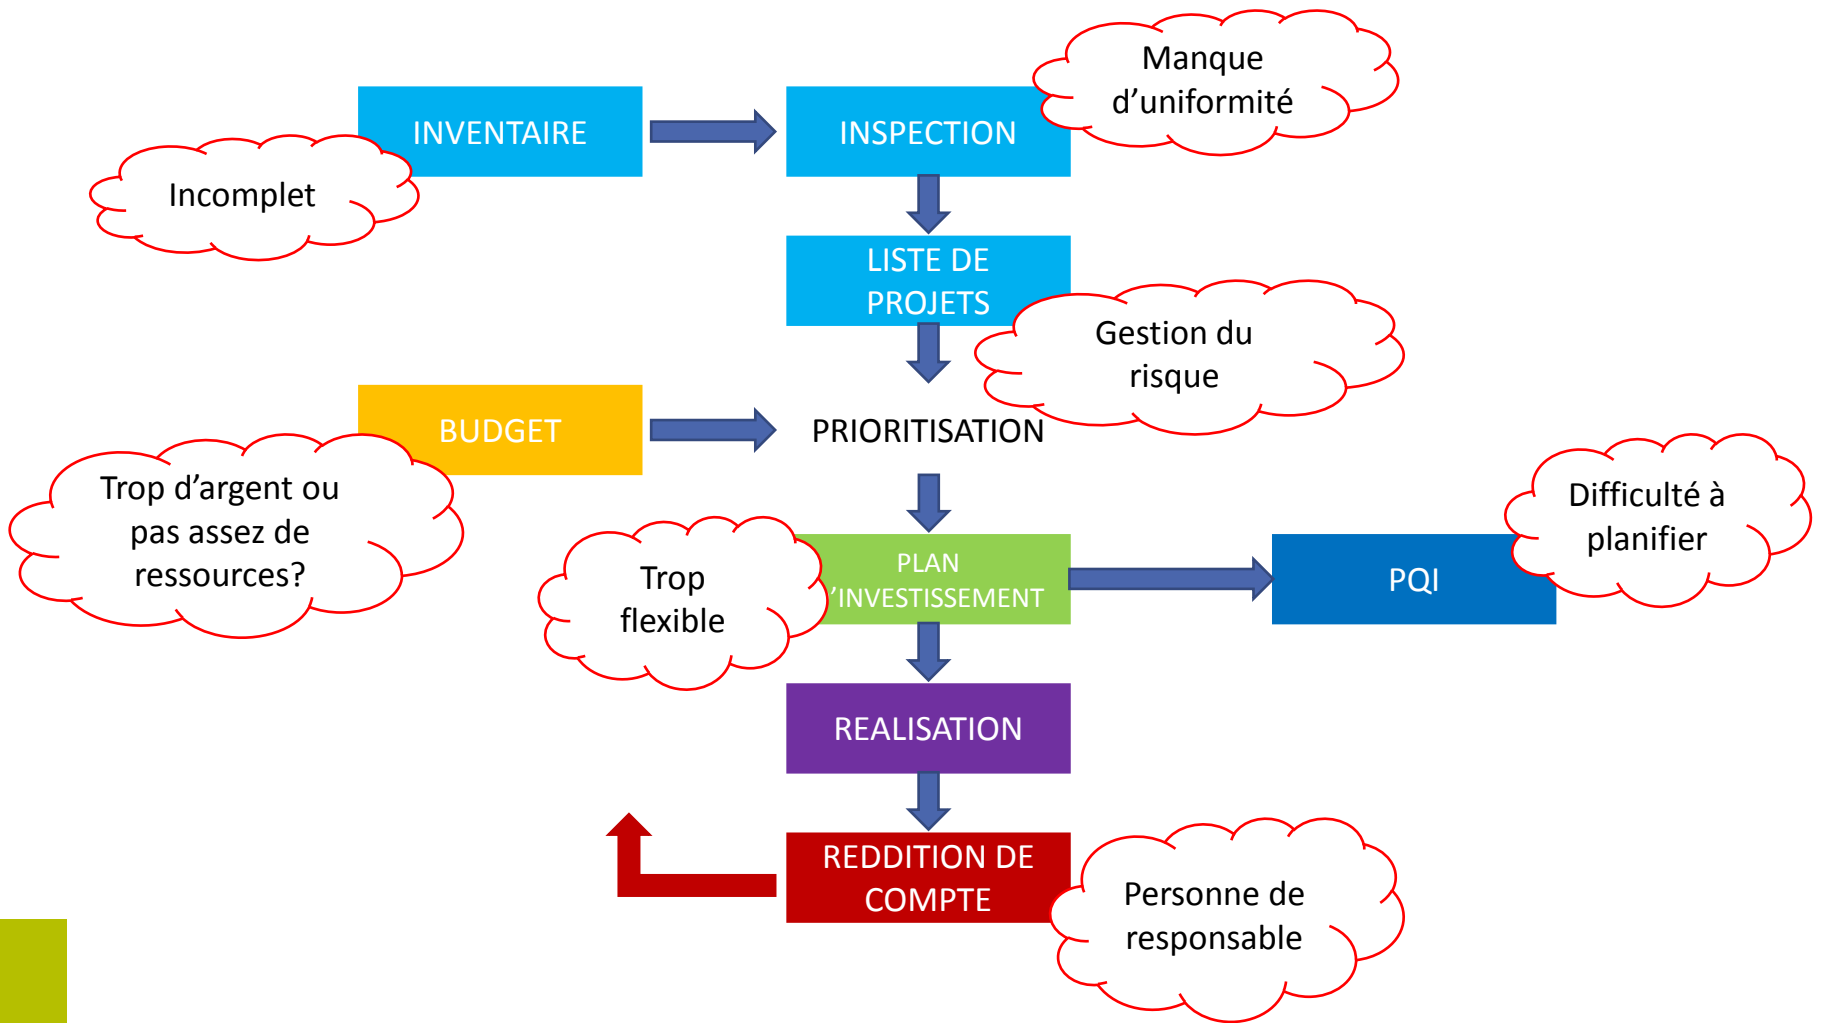 Manque
d’uniformité
INVENTAIRE
INSPECTION
Incomplet
LISTE DE
PROJETS
Gestion du
risque
BUDGET
PRIORITISATION
Trop d’argent ou
pas assez de
ressources?
Difficulté à
planifier
Trop
flexible
PLAN
’INVESTISSEMENT
PQI
REALISATION
REDDITION DE
COMPTE
Personne de
responsable